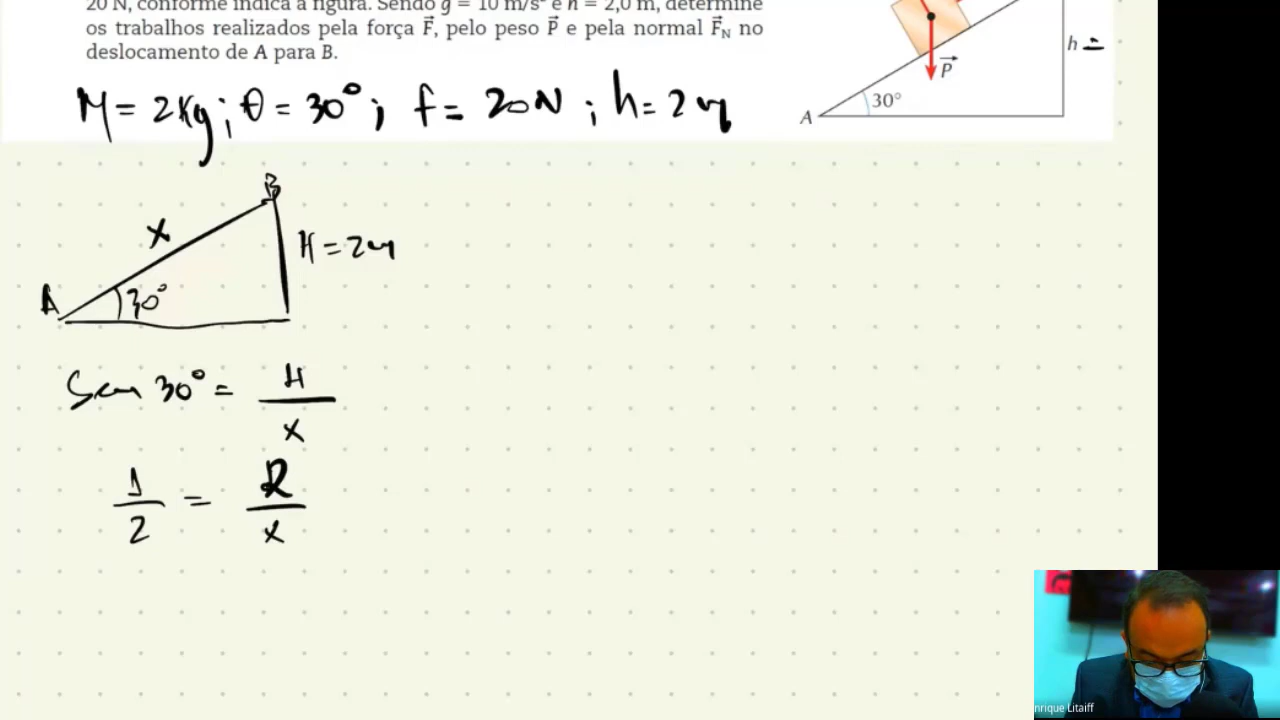 20 N, conforme indica a figura. Sendo g = 10 m/s² e h = 2,0 m, determine
os trabalhos realizados pela força F⃗, pelo peso P⃗ e pela normal F⃗N no
deslocamento de A para B.
h =
P⃗
30°
A
M = 2Kg ; θ = 30° ; f = 20N ; h = 2m
B
x
H = 2m
A
30°
Sen 30° = H/x
1/2 = 2/x
nrique Litaiff